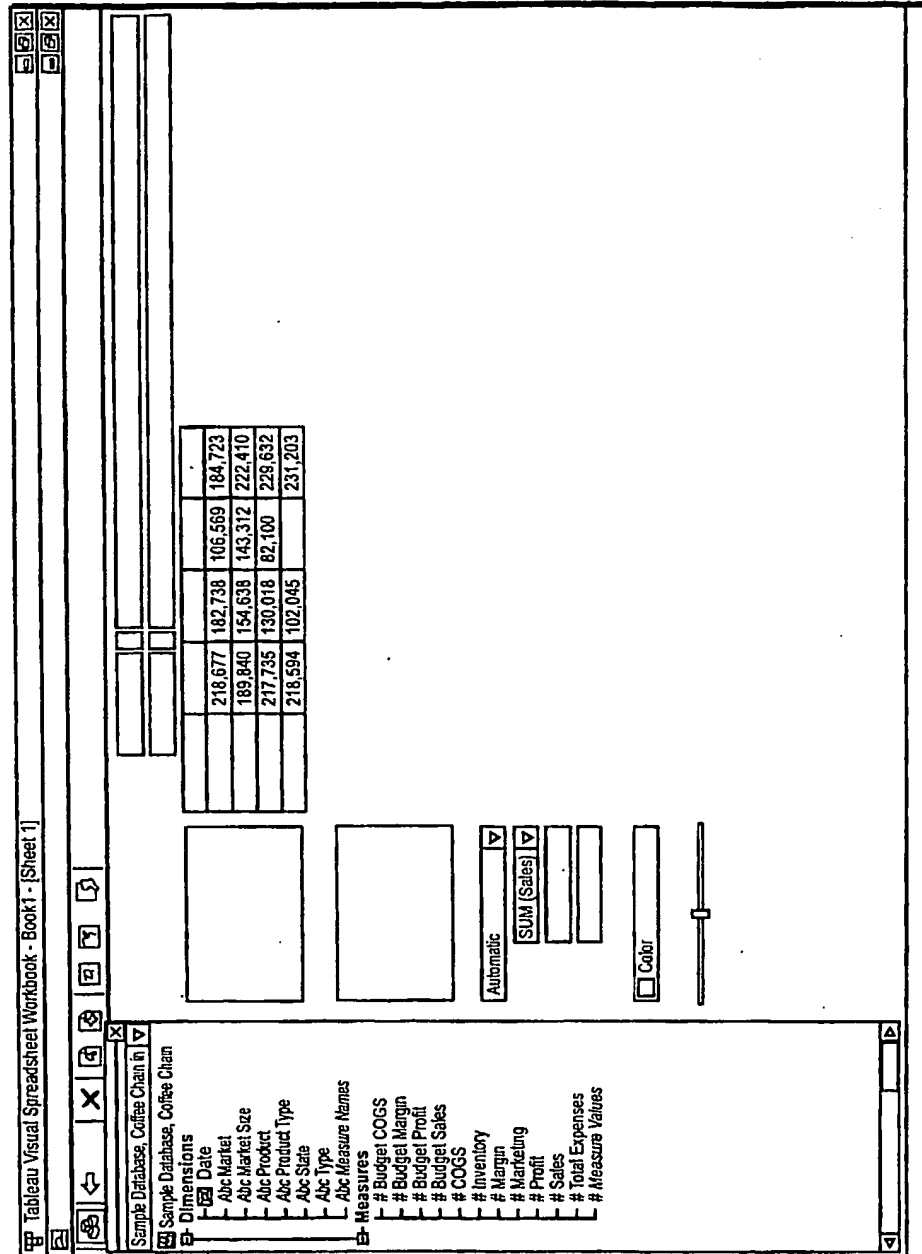 Tableau Visual Spreadsheet Workbook - Book1 - [Sheet 1]
Sample Database, Coffee Chain in
Sample Database, Coffee Chain
Dimensions
Date
Abc Market
Abc Market Size
Abc Product
Abc Product Type
Abc State
Abc Type
Abc Measure Names
Measures
# Budget COGS
# Budget Margin
# Budget Profit
# Budget Sales
# COGS
# Inventory
# Margin
# Marketing
# Profit
# Sales
# Total Expenses
# Measure Values
Automatic
SUM (Sales)
Color
218,677 182,738 106,569 184,723
189,840 154,638 143,312 222,410
217,735 130,018 82,100 229,632
218,594 102,045 231,203